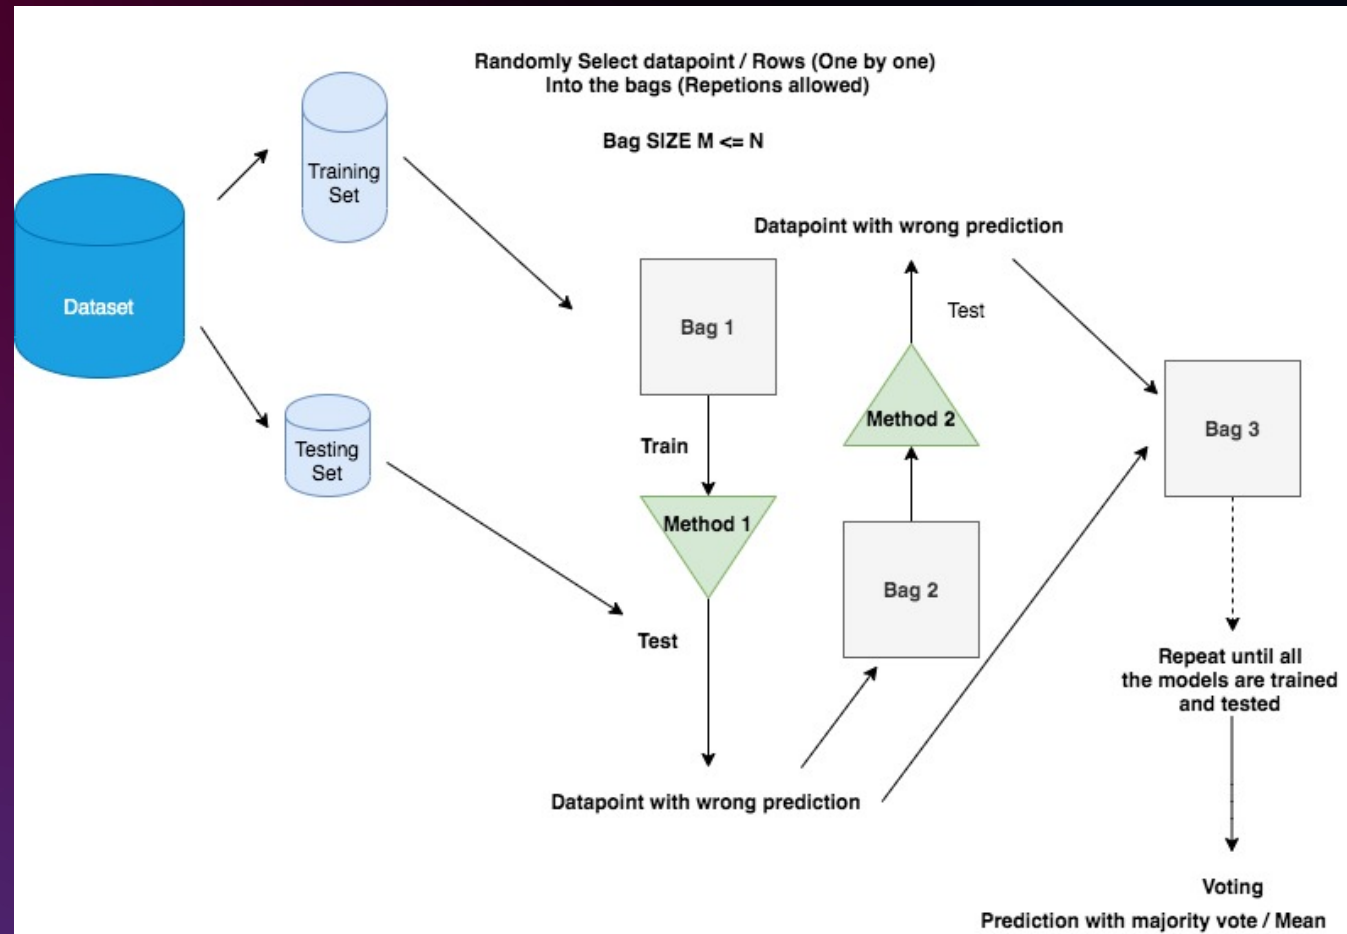 Randomly Select datapoint / Rows (One by one)
Into the bags (Repetions allowed)
Bag SIZE M <= N
Training
Set
Dataset
Testing
Set
Bag 1
Train
Method 1
Test
Datapoint with wrong prediction
Bag 2
Method 2
Test
Datapoint with wrong prediction
Bag 3
Repeat until all
the models are trained
and tested
Voting
Prediction with majority vote / Mean